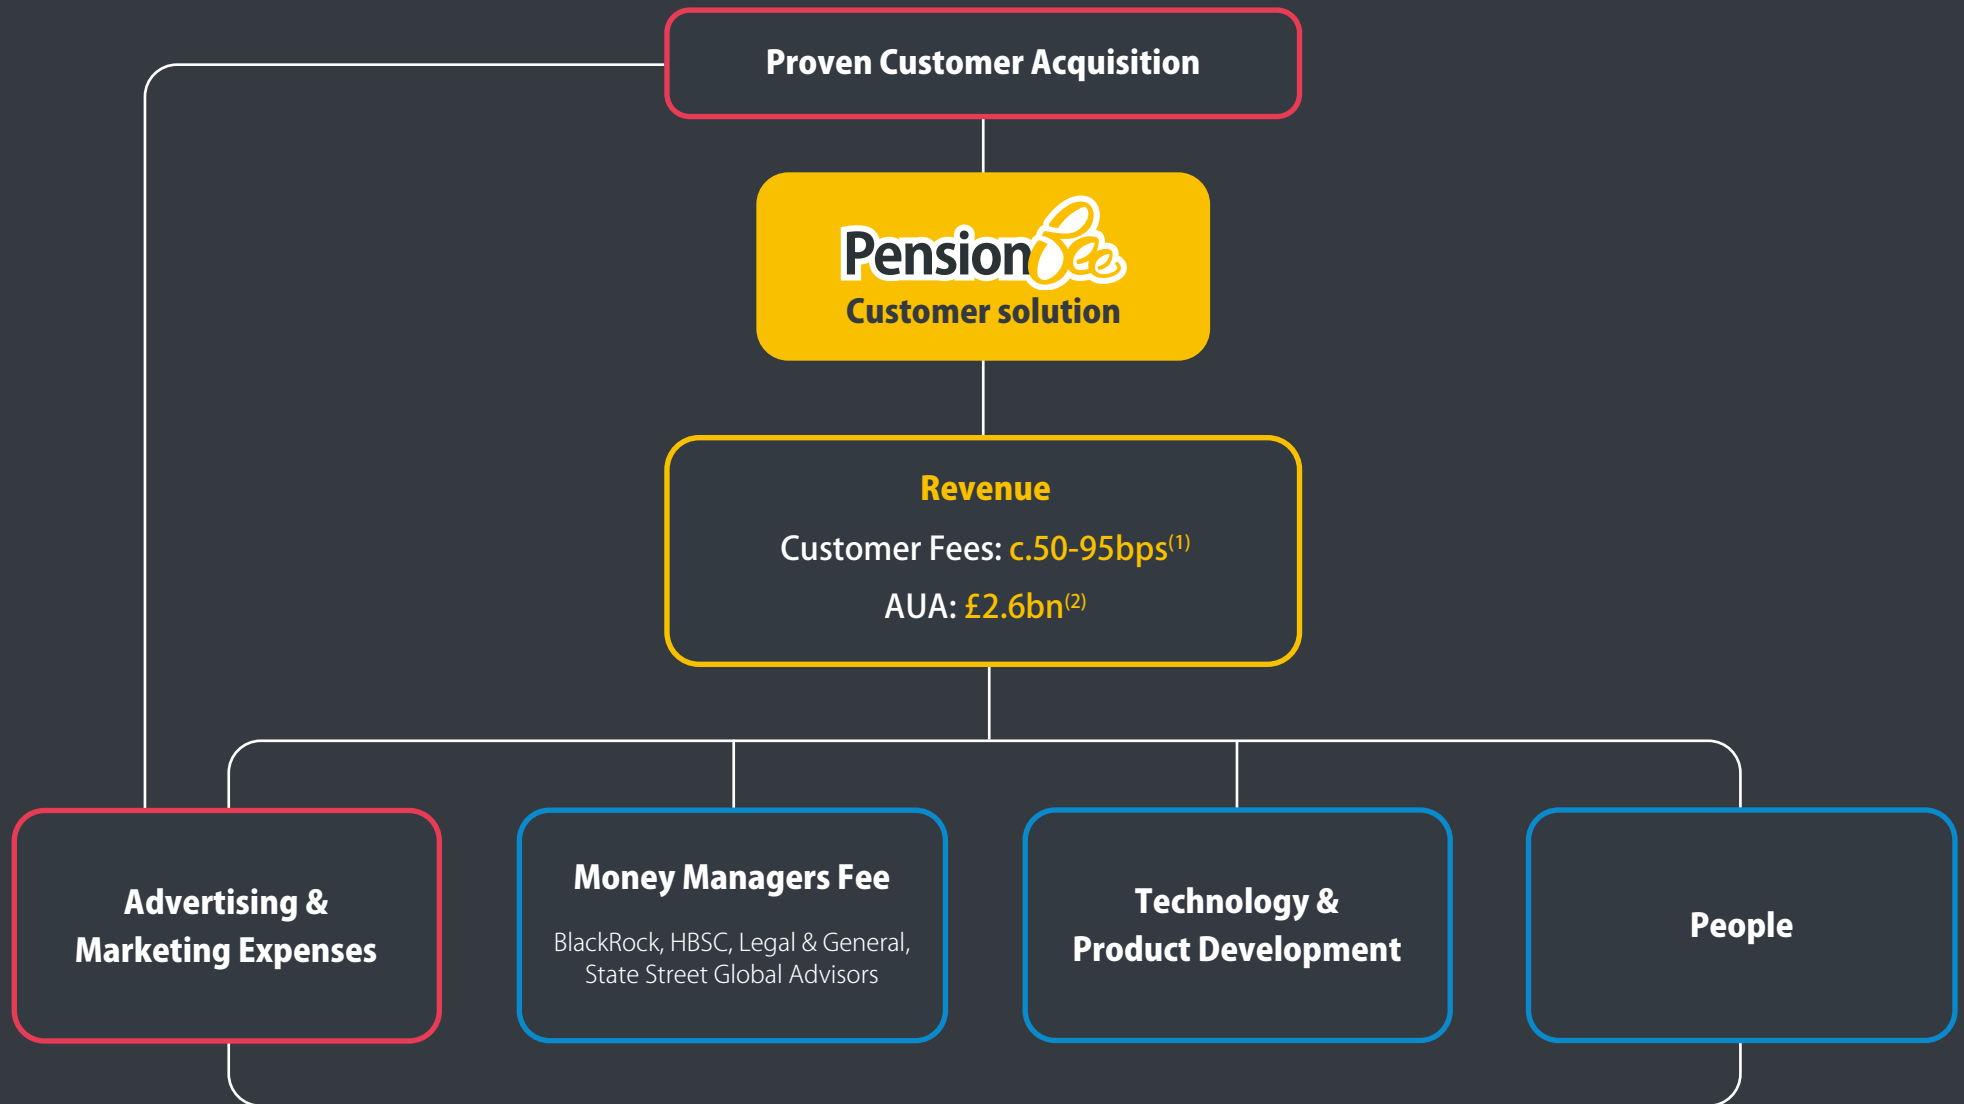 Proven Customer Acquisition
PensionBee
Customer solution
Revenue
Customer Fees: c.50-95bps(1)
AUA: £2.6bn(2)
Advertising &
Marketing Expenses
Money Managers Fee
BlackRock, HBSC, Legal & General,
State Street Global Advisors
Technology &
Product Development
People